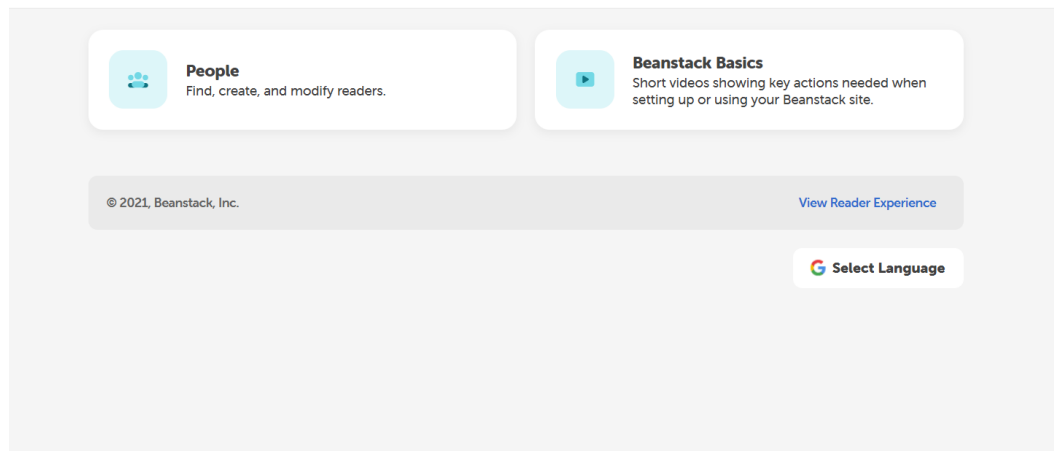 People
Find, create, and modify readers.
Beanstack Basics
Short videos showing key actions needed when
setting up or using your Beanstack site.
© 2021, Beanstack, Inc.
View Reader Experience
Select Language